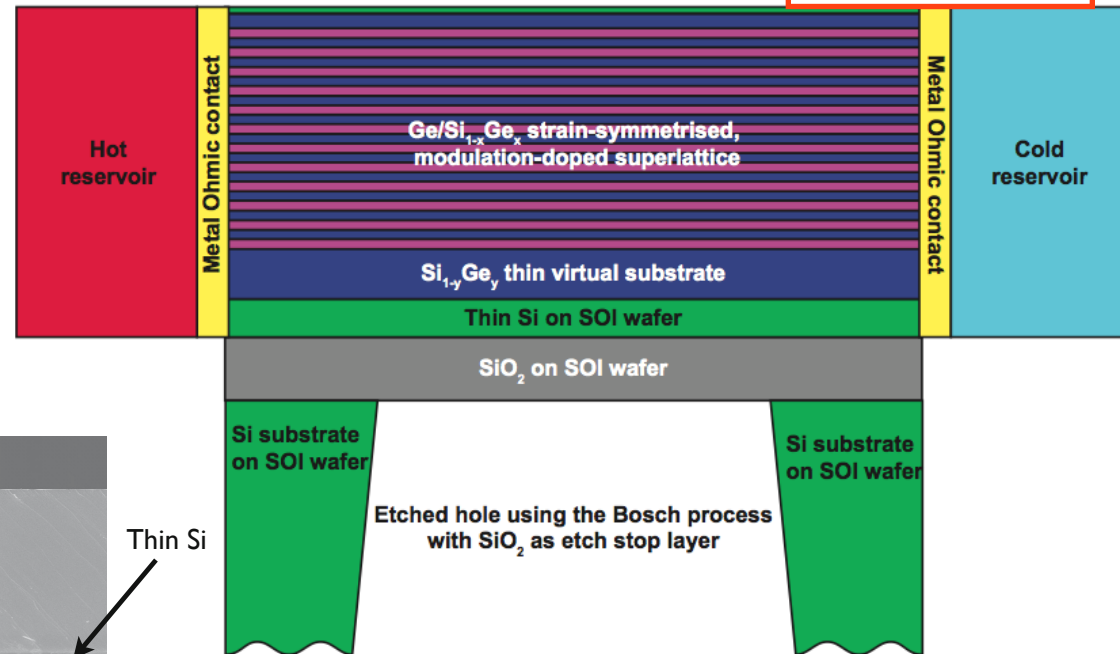 Hot
reservoir
Metal Ohmic contact
Ge/Si₁₋ₓGeₓ strain-symmetrised,
modulation-doped superlattice
Metal Ohmic contact
Cold
reservoir
Si₁₋ᵧGeᵧ thin virtual substrate
Thin Si on SOI wafer
SiO₂ on SOI wafer
Si substrate
on SOI wafer
Si substrate
on SOI wafer
Etched hole using the Bosch process
with SiO₂ as etch stop layer
Thin Si